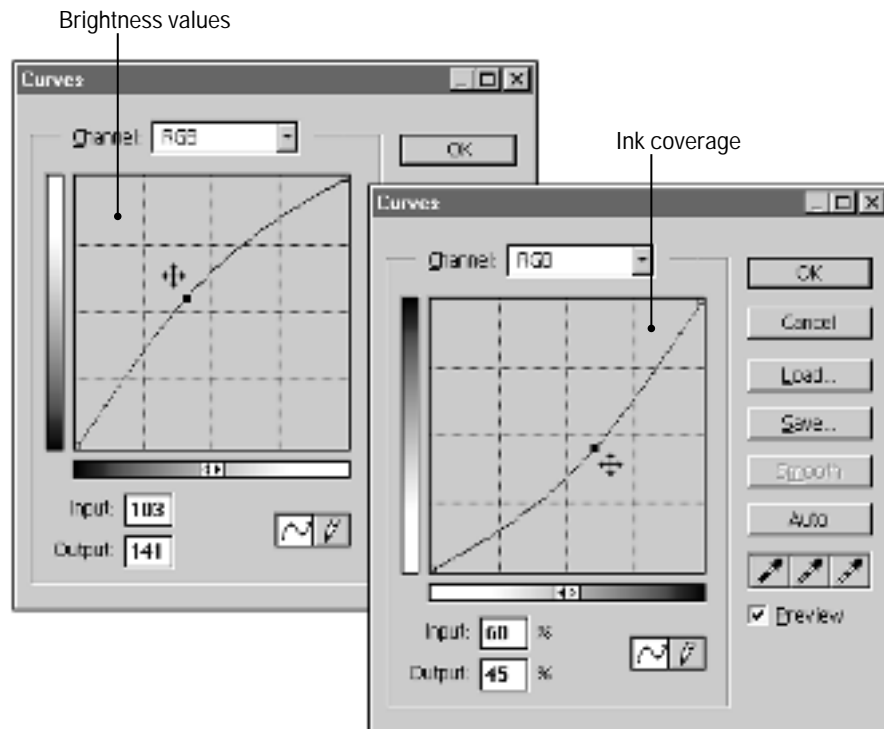 Brightness values
Curves
Channel: RGB
OK
Input: 103
Output: 141
Ink coverage
Curves
Channel: RGB
OK
Cancel
Load...
Save...
Smooth
Auto
Preview
Input: 60 %
Output: 45 %